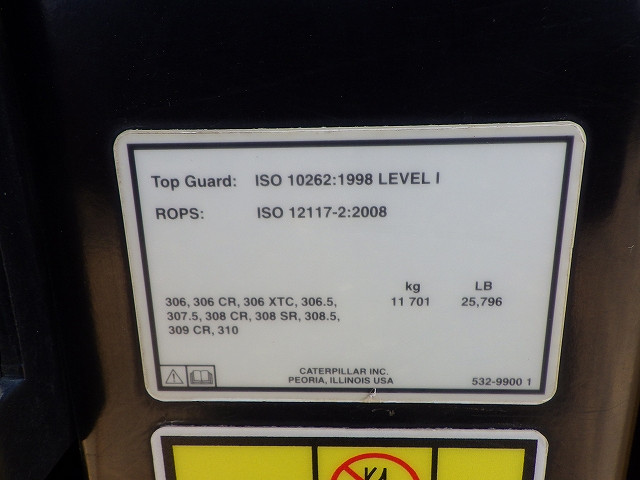 Top Guard: ISO 10262:1998 LEVEL I
ROPS: ISO 12117-2:2008
kg LB
306, 306 CR, 306 XTC, 306.5, 11 701 25,796
307.5, 308 CR, 308 SR, 308.5,
309 CR, 310
CATERPILLAR INC.
PEORIA, ILLINOIS USA
532-9900 1